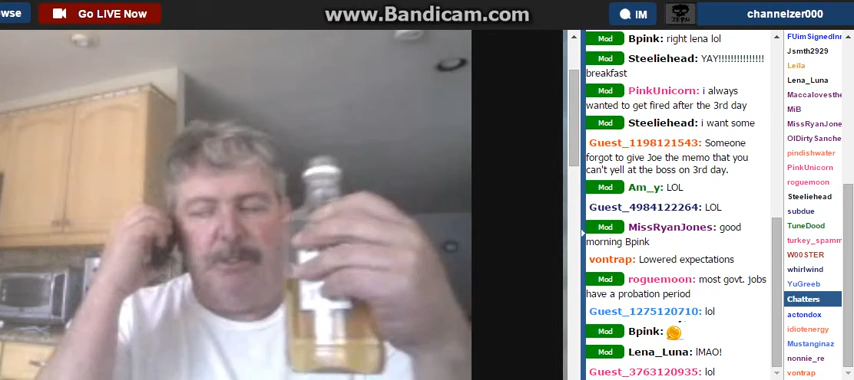 www.Bandicam.com
wse
Go LIVE Now
IM
channelzer000
Mod Bpink: right lena lol
Mod Steeliehead: YAY!!!!!!!!!!!!!!!
breakfast
Mod PinkUnicorn: i always
wanted to get fired after the 3rd day
Mod Steeliehead: i want some
Guest_1198121543: Someone
forgot to give Joe the memo that you
can't yell at the boss on 3rd day.
Mod Am_y: LOL
Guest_4984122264: LOL
Mod MissRyanJones: good
morning Bpink
vontrap: Lowered expectations
Mod roguemoon: most govt. jobs
have a probation period
Guest_1275120710: lol
Mod Bpink:
Mod Lena_Luna: lMAO!
Guest_3763120935: lol
FUimSignedInn
Jsmth2929
Leila
Lena_Luna
Maccalovesthe
MiB
MissRyanJone
OlDirtySanche
pindishwater
PinkUnicorn
roguemoon
Steeliehead
subdue
TuneDood
turkey_spamm
W00STER
whirlwind
YuGreeb
Chatters
actondox
idiotenergy
Mustanginaz
nonnie_re
vontrap